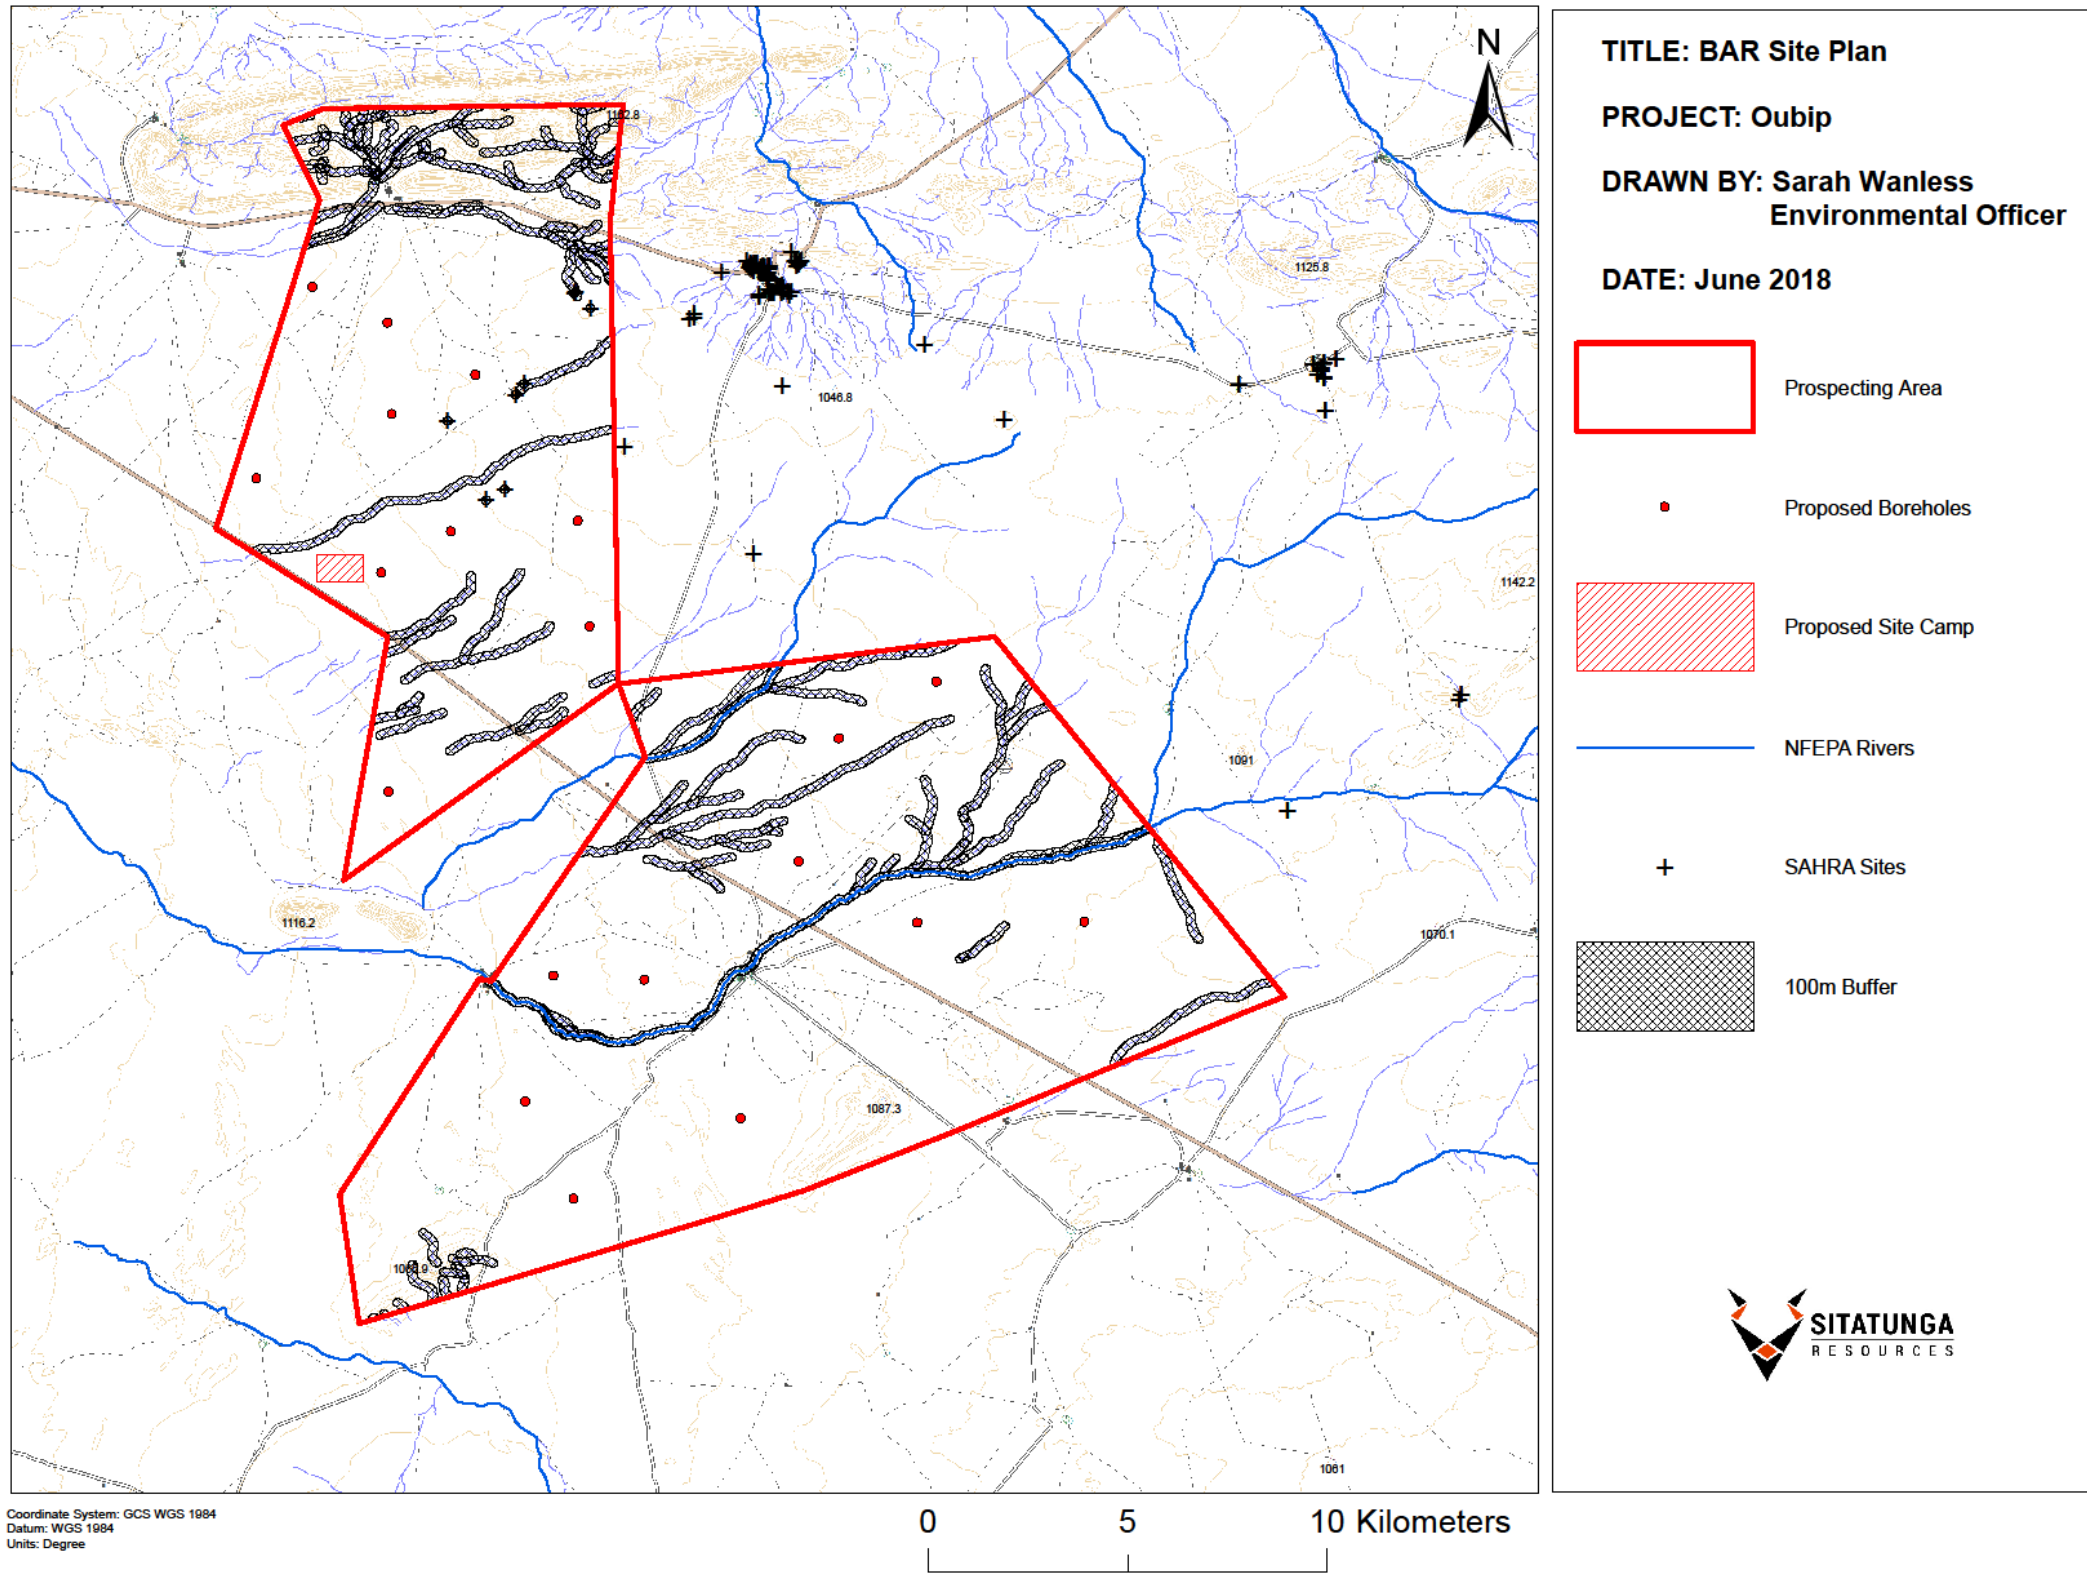 TITLE: BAR Site Plan
PROJECT: Oubip
DRAWN BY: Sarah Wanless
Environmental Officer
DATE: June 2018
Prospecting Area
Proposed Boreholes
Proposed Site Camp
NFEPA Rivers
SAHRA Sites
100m Buffer
SITATUNGA
RESOURCES
N
1125.8
1046.8
1142.2
1091
1116.2
1070.1
1087.3
1061
Coordinate System: GCS WGS 1984
Datum: WGS 1984
Units: Degree
0 5 10 Kilometers